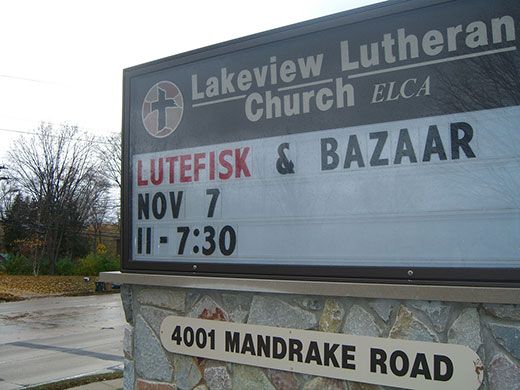 Lakeview Lutheran
Church ELCA
LUTEFISK & BAZAAR
NOV 7
11 - 7:30
4001 MANDRAKE ROAD